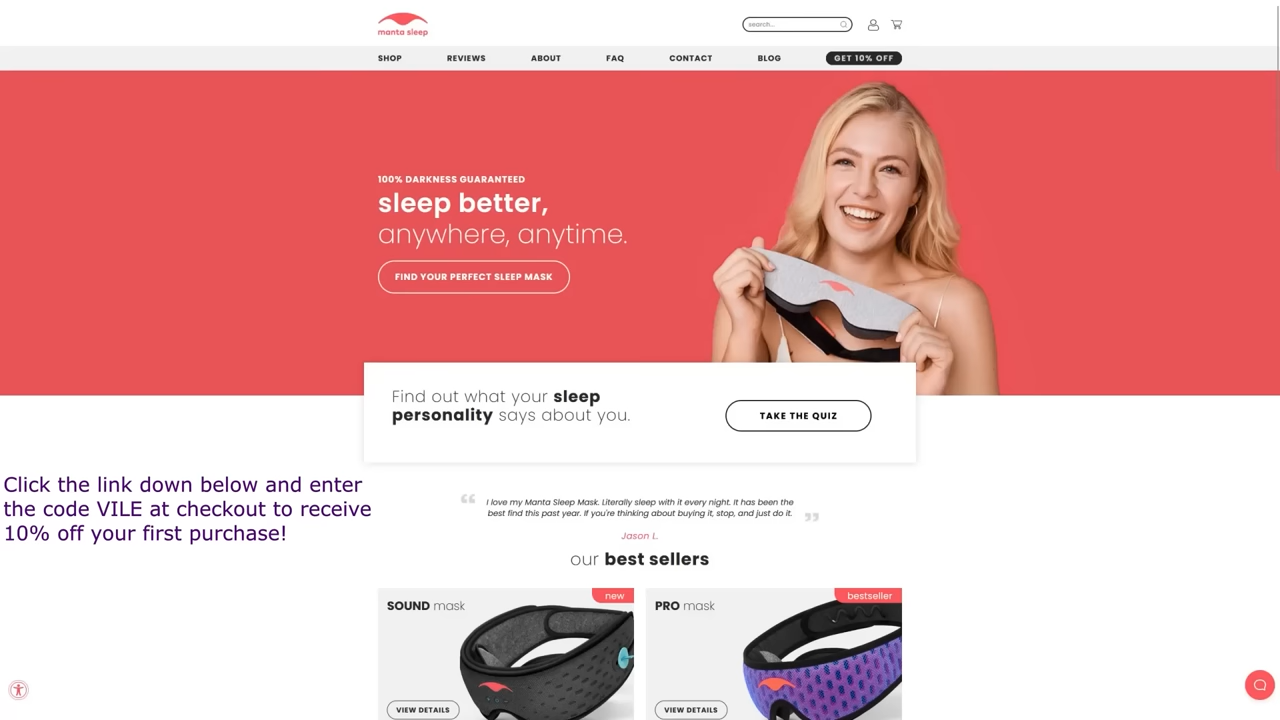 manta sleep
search...
SHOP
REVIEWS
ABOUT
FAQ
CONTACT
BLOG
GET 10% OFF
100% DARKNESS GUARANTEED
sleep better,
anywhere, anytime.
FIND YOUR PERFECT SLEEP MASK
Find out what your sleep
personality says about you.
TAKE THE QUIZ
Click the link down below and enter
the code VILE at checkout to receive
10% off your first purchase!
“ I love my Manta Sleep Mask. Literally sleep with it every night. It has been the
best find this past year. If you're thinking about buying it, stop, and just do it. ”
Jason L.
our best sellers
SOUND mask
new
VIEW DETAILS
PRO mask
bestseller
VIEW DETAILS